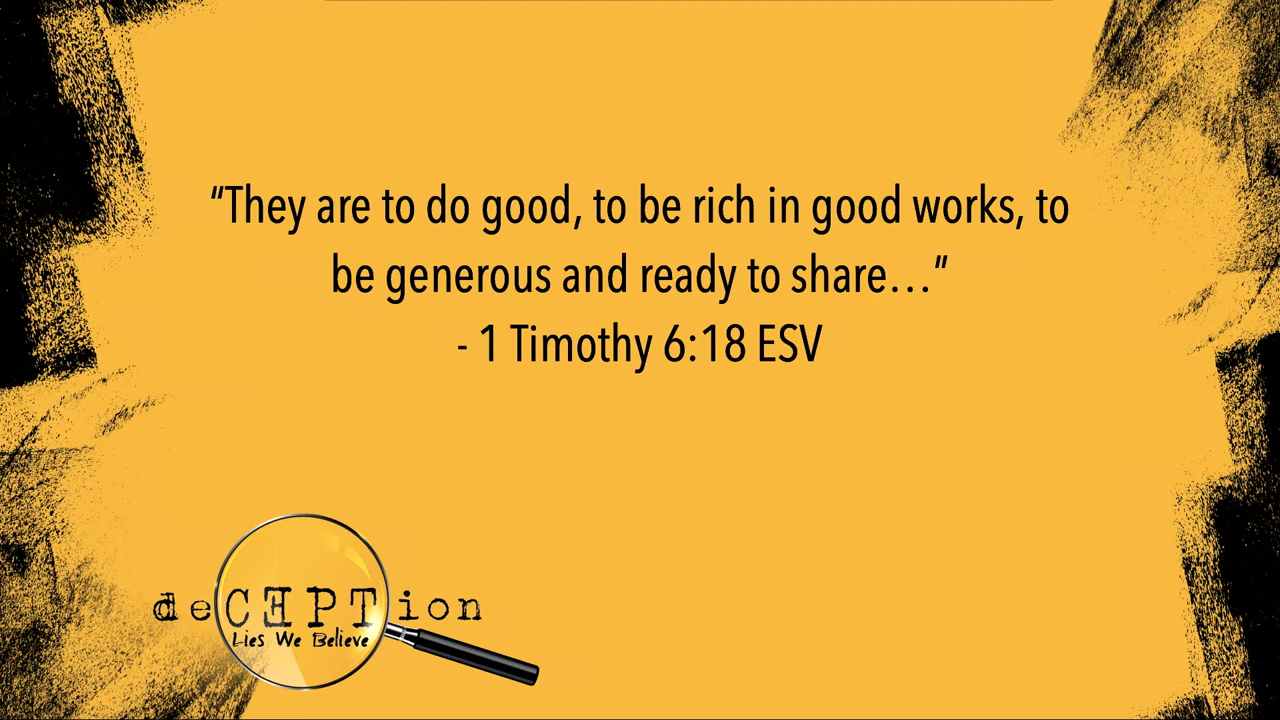 “They are to do good, to be rich in good works, to
be generous and ready to share…”
- 1 Timothy 6:18 ESV
deCEPTion
Lies We Believe